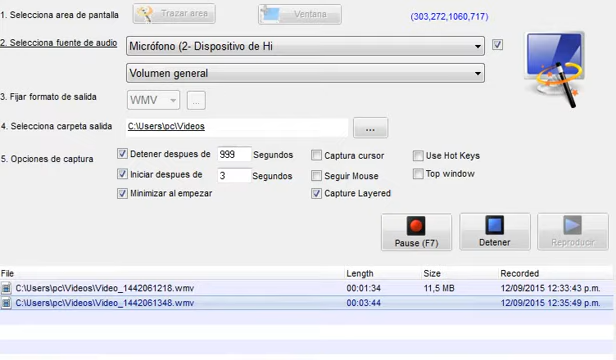 1. Selecciona area de pantalla Trazar area Ventana (303,272,1060,717)
2. Selecciona fuente de audio Micrófono (2- Dispositivo de Hi
Volumen general
3. Fijar formato de salida WMV ...
4. Selecciona carpeta salida C:\Users\pc\Videos ...
5. Opciones de captura Detener despues de 999 Segundos Captura cursor Use Hot Keys
Iniciar despues de 3 Segundos Seguir Mouse Top window
Minimizar al empezar Capture Layered
Pause (F7) Detener Reproducir
File Length Size Recorded
C:\Users\pc\Videos\Video_1442061218.wmv 00:01:34 11,5 MB 12/09/2015 12:33:43 p.m.
C:\Users\pc\Videos\Video_1442061348.wmv 00:03:44 12/09/2015 12:35:49 p.m.